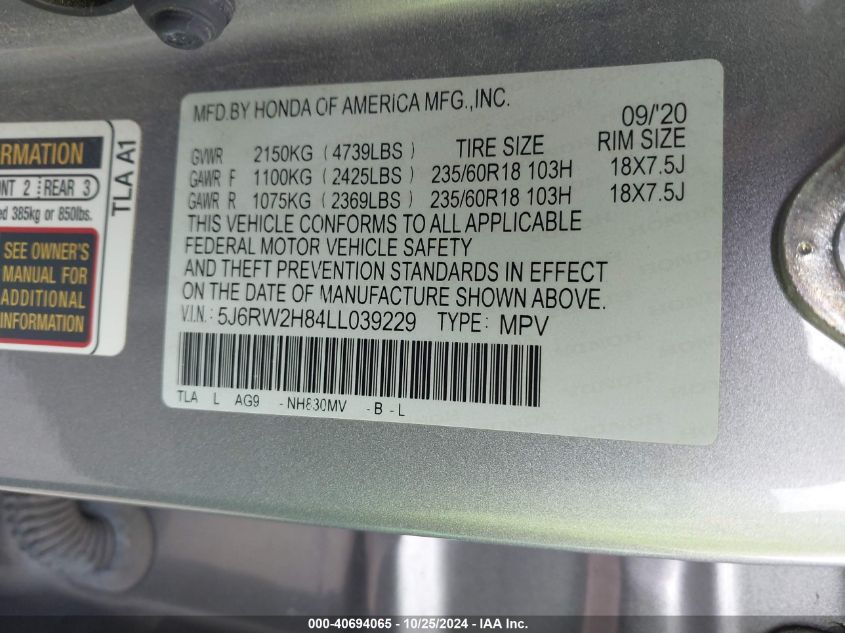 RMATION
NT 2 REAR 3
ed 385kg or 850lbs.
SEE OWNER'S
MANUAL FOR
ADDITIONAL
INFORMATION
TLA A1
MFD.BY HONDA OF AMERICA MFG.,INC.
09/'20
GVWR 2150KG (4739LBS) TIRE SIZE RIM SIZE
GAWR F 1100KG (2425LBS) 235/60R18 103H 18X7.5J
GAWR R 1075KG (2369LBS) 235/60R18 103H 18X7.5J
THIS VEHICLE CONFORMS TO ALL APPLICABLE
FEDERAL MOTOR VEHICLE SAFETY
AND THEFT PREVENTION STANDARDS IN EFFECT
ON THE DATE OF MANUFACTURE SHOWN ABOVE.
V.I.N.: 5J6RW2H84LL039229 TYPE: MPV
TLA L AG9 -NH830MV -B-L
000-40694065 - 10/25/2024 - IAA Inc.